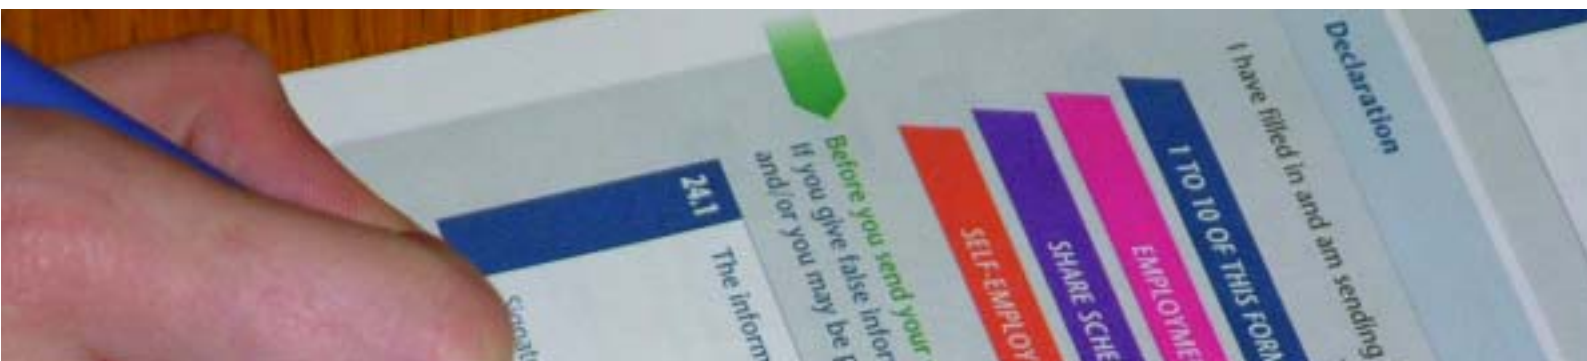 Declaration
I have filled in and am sending
1 TO 10 OF THIS FORM
EMPLOYME
SHARE SCHE
SELF-EMPLOY
Before you send your
If you give false infor
and/or you may be
24.1
The inform
Signatu